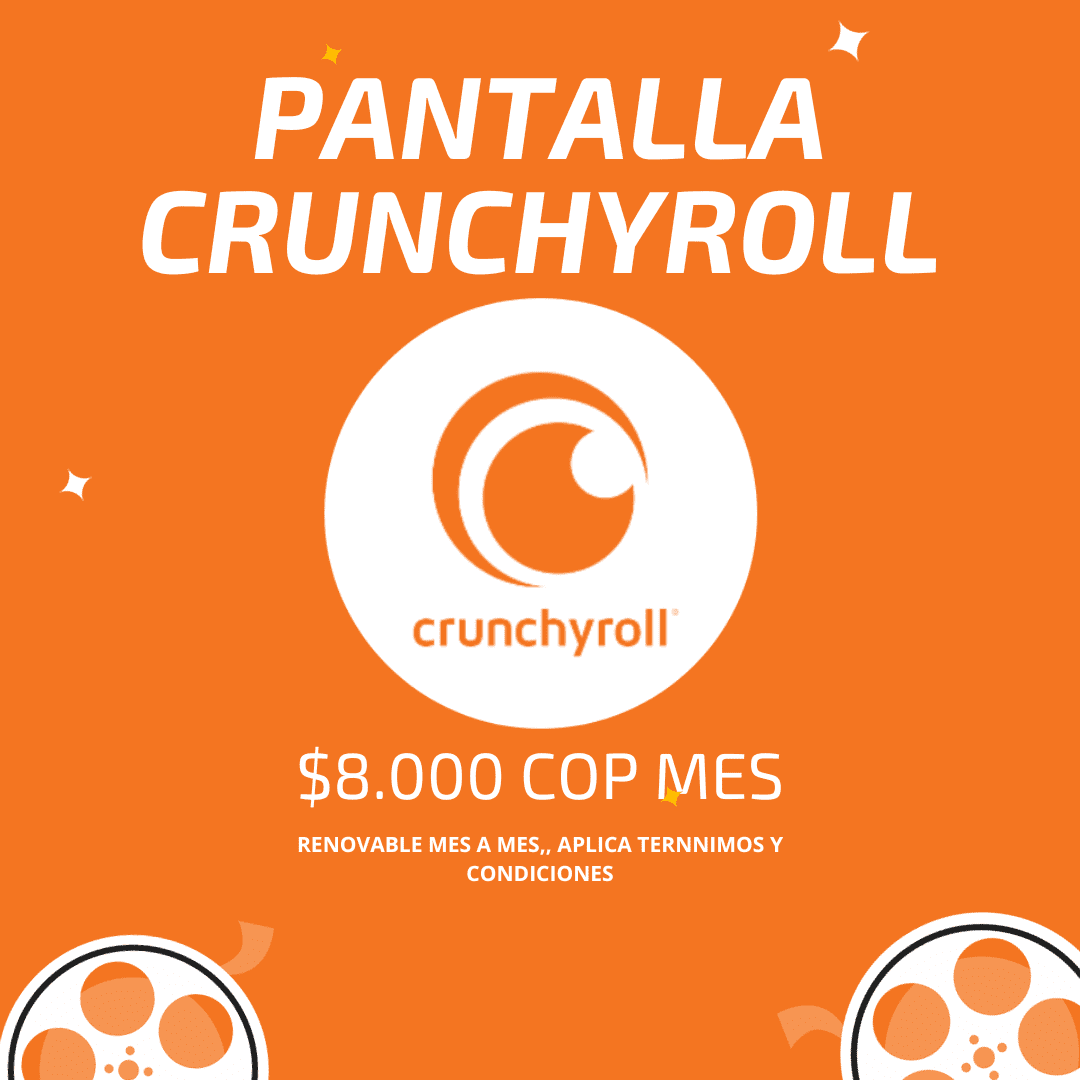 PANTALLA
CRUNCHYROLL
crunchyroll
$8.000 COP MES
RENOVABLE MES A MES,, APLICA TERNNIMOS Y
CONDICIONES